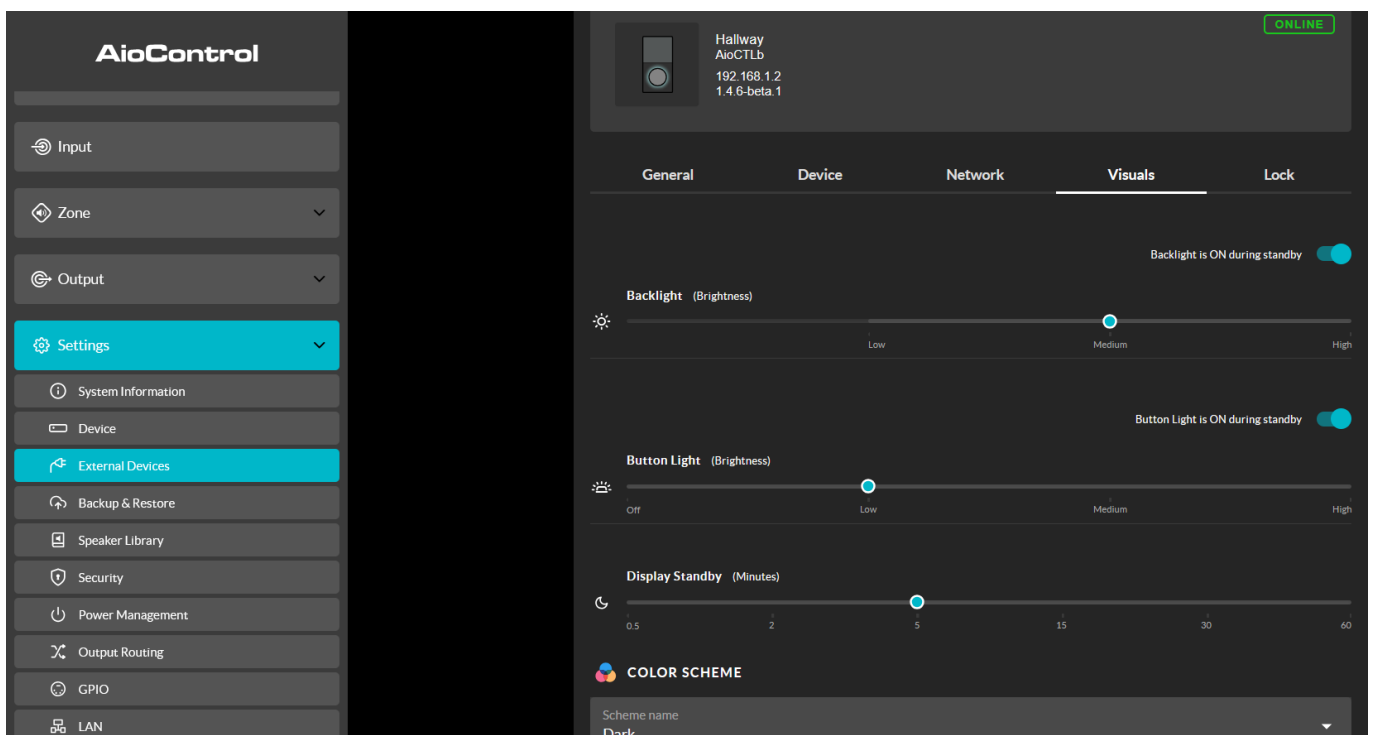 AioControl
Input
Zone
Output
Settings
System Information
Device
External Devices
Backup & Restore
Speaker Library
Security
Power Management
Output Routing
GPIO
LAN
Hallway
AioCTLb
192.168.1.2
1.4.6-beta.1
ONLINE
General Device Network Visuals Lock
Backlight is ON during standby
Backlight (Brightness)
Low Medium High
Button Light is ON during standby
Button Light (Brightness)
Off Low Medium High
Display Standby (Minutes)
0.5 2 5 15 30 60
COLOR SCHEME
Scheme name
Dark